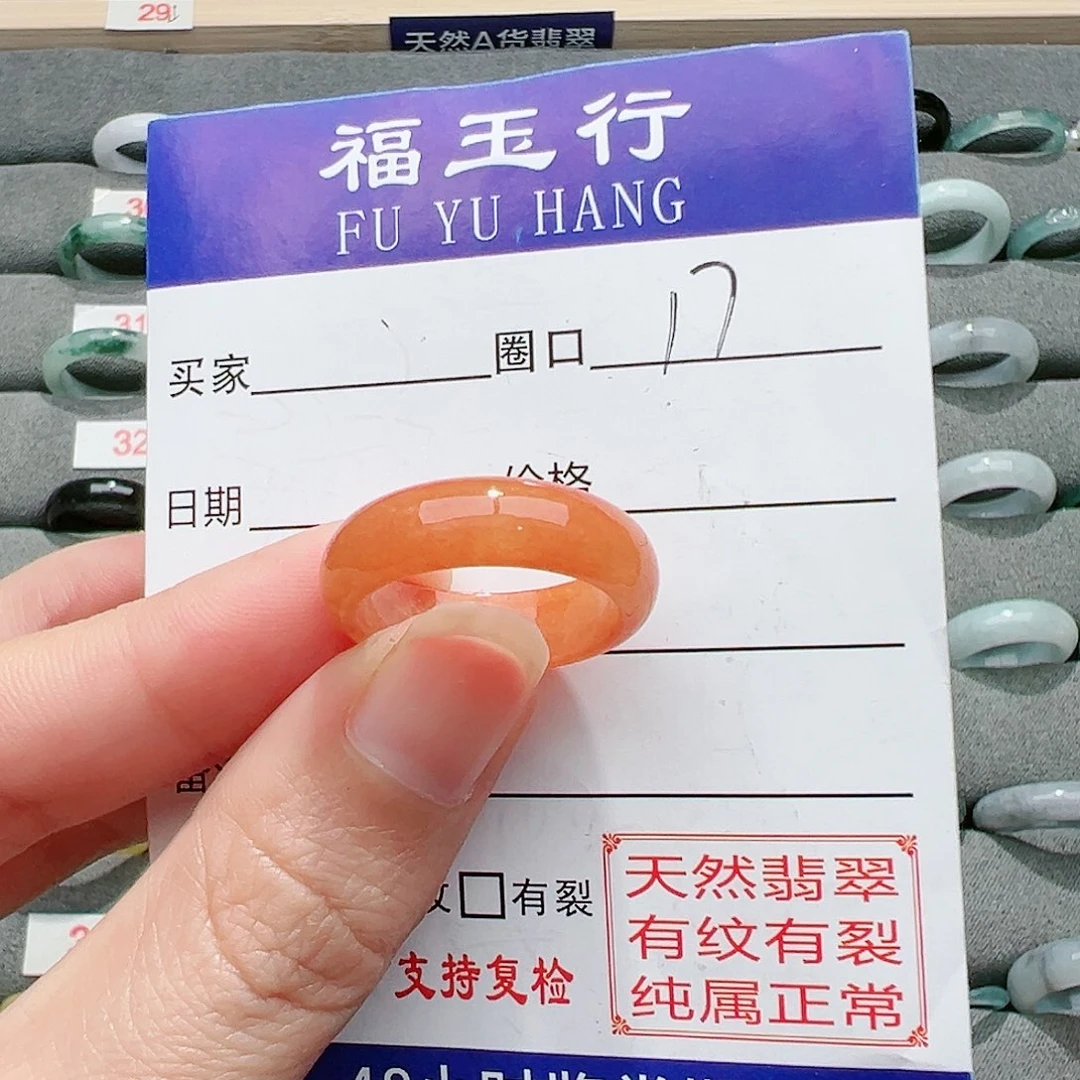 29
天然A货翡翠
福玉行
FU YU HANG
买家 圈口 17
31
32
日期 价格
有裂
支持复检
天然翡翠
有纹有裂
纯属正常